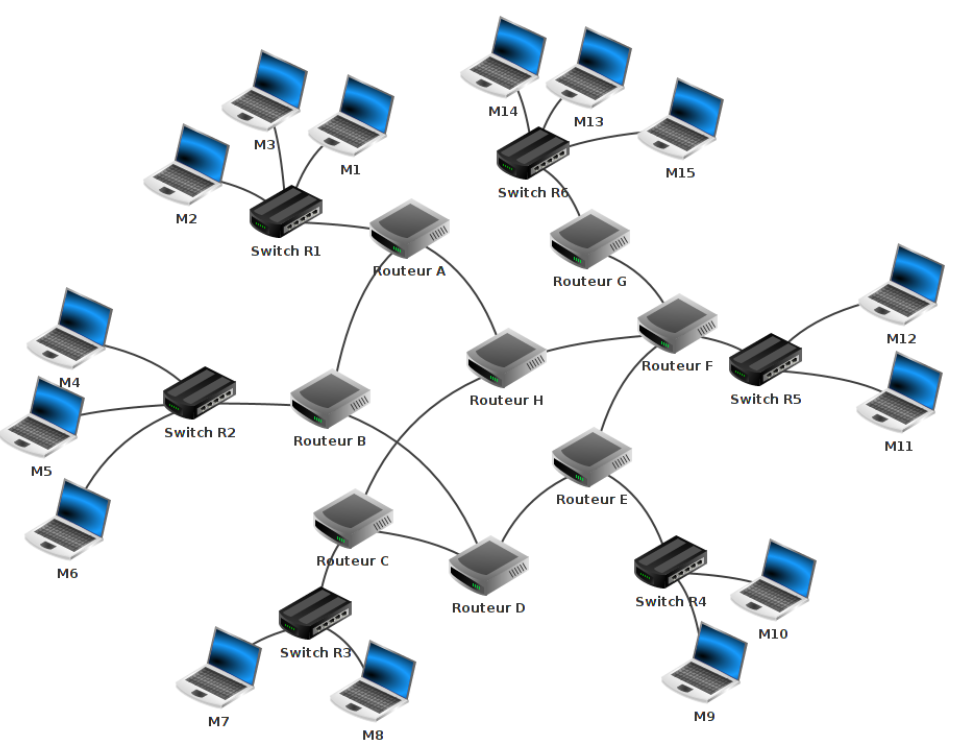 M14
M13
M3
M1
M15
Switch R6
M2
Switch R1
Routeur A
Routeur G
M12
Routeur F
M4
Routeur H
Switch R5
Switch R2
Routeur B
M11
M5
Routeur E
Routeur C
M6
Switch R4
Routeur D
M10
Switch R3
M9
M7
M8